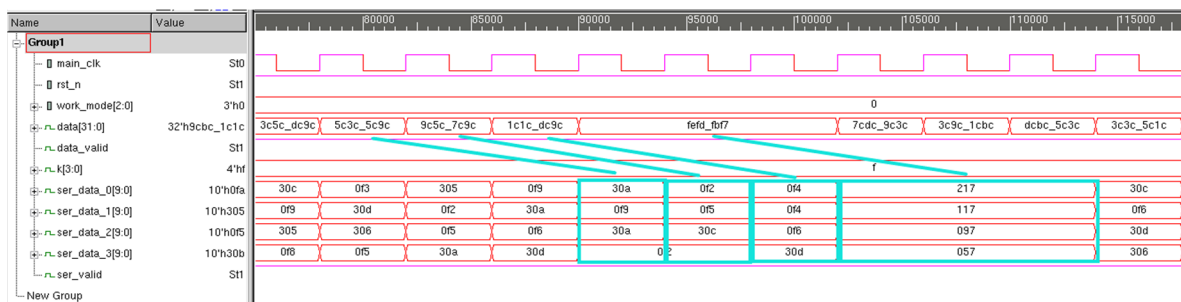 Name Value 80000 85000 90000 95000 100000 105000 110000 115000
Group1
main_clk St0
rst_n St1
work_mode[2:0] 3'h0 0
data[31:0] 32'h9cbc_1c1c 3c5c_dc9c 5c3c_5c9c 9c5c_7c9c 1c1c_dc9c fefd_fbf7 7cdc_9c3c 3c9c_1cbc dcbc_5c3c 3c3c_5c1c
data_valid St1
k[3:0] 4'hf f
ser_data_0[9:0] 10'h0fa 30c 0f3 305 0f9 30a 0f2 0f4 217 30c
ser_data_1[9:0] 10'h305 0f9 30d 0f2 30a 0f9 0f5 0f4 117 0f6
ser_data_2[9:0] 10'h0f5 305 306 0f5 0f6 30a 30c 0f6 097 30d
ser_data_3[9:0] 10'h30b 0f6 0f5 30a 30d 30d 057 306
ser_valid St1
New Group